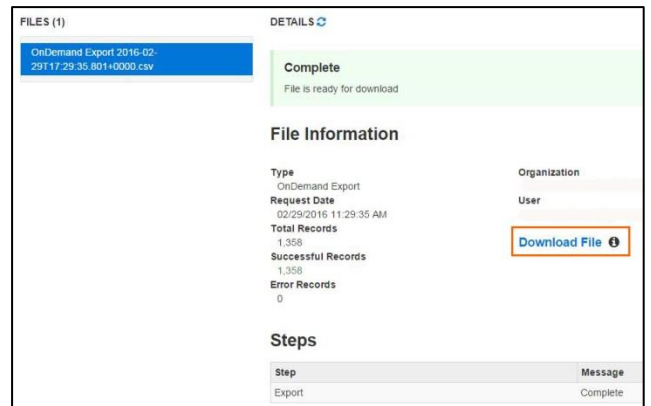 FILES (1)
OnDemand Export 2016-02-
29T17:29:35.801+0000.csv
DETAILS
Complete
File is ready for download
File Information
Type
OnDemand Export
Request Date
02/29/2016 11:29:35 AM
Total Records
1,358
Successful Records
1,358
Error Records
0
Organization
User
Download File
Steps
Step Message
Export Complete